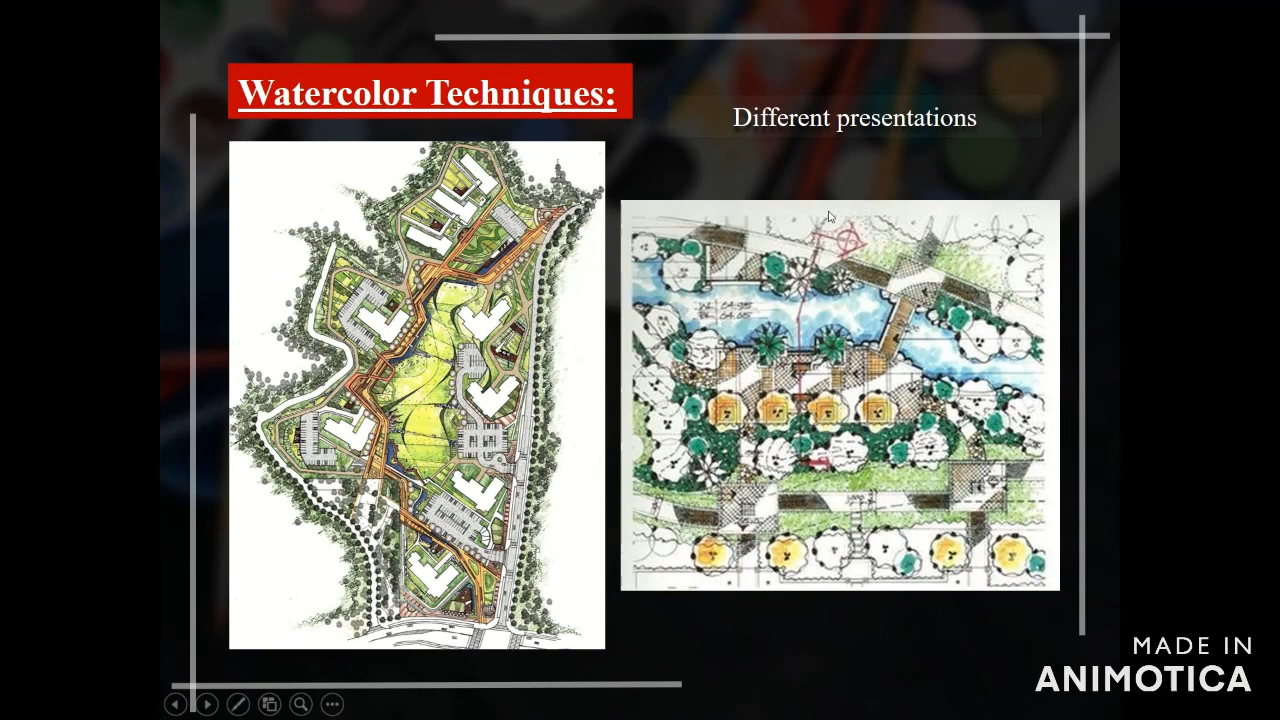 Watercolor Techniques:
Different presentations
MADE IN
ANIMOTICA